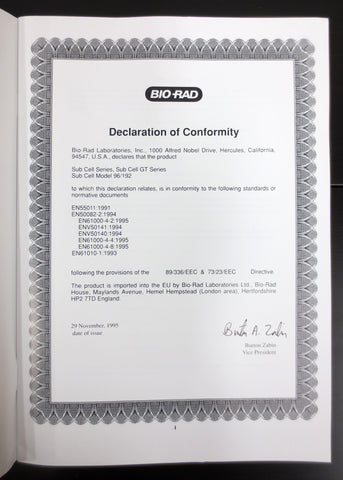 BIO-RAD
Declaration of Conformity
Bio-Rad Laboratories, Inc., 1000 Alfred Nobel Drive, Hercules, California,
94547, U.S.A., declares that the product
Sub Cell Series, Sub Cell GT Series
Sub Cell Model 96/192
to which this declaration relates, is in conformity to the following standards or
normative documents
EN55011:1991
EN50082-2:1994
EN61000-4-2:1995
ENV50141:1994
ENV50140:1994
EN61000-4-4:1995
EN61000-4-8:1995
EN61010-1:1993
following the provisions of the 89/336/EEC & 73/23/EEC Directive.
The product is imported into the EU by Bio-Rad Laboratories Ltd., Bio-Rad
House, Maylands Avenue, Hemel Hempstead (London area), Hertfordshire
HP2 7TD England.
29 November, 1995
date of issue
Burton A. Zabin
Burton Zabin
Vice President